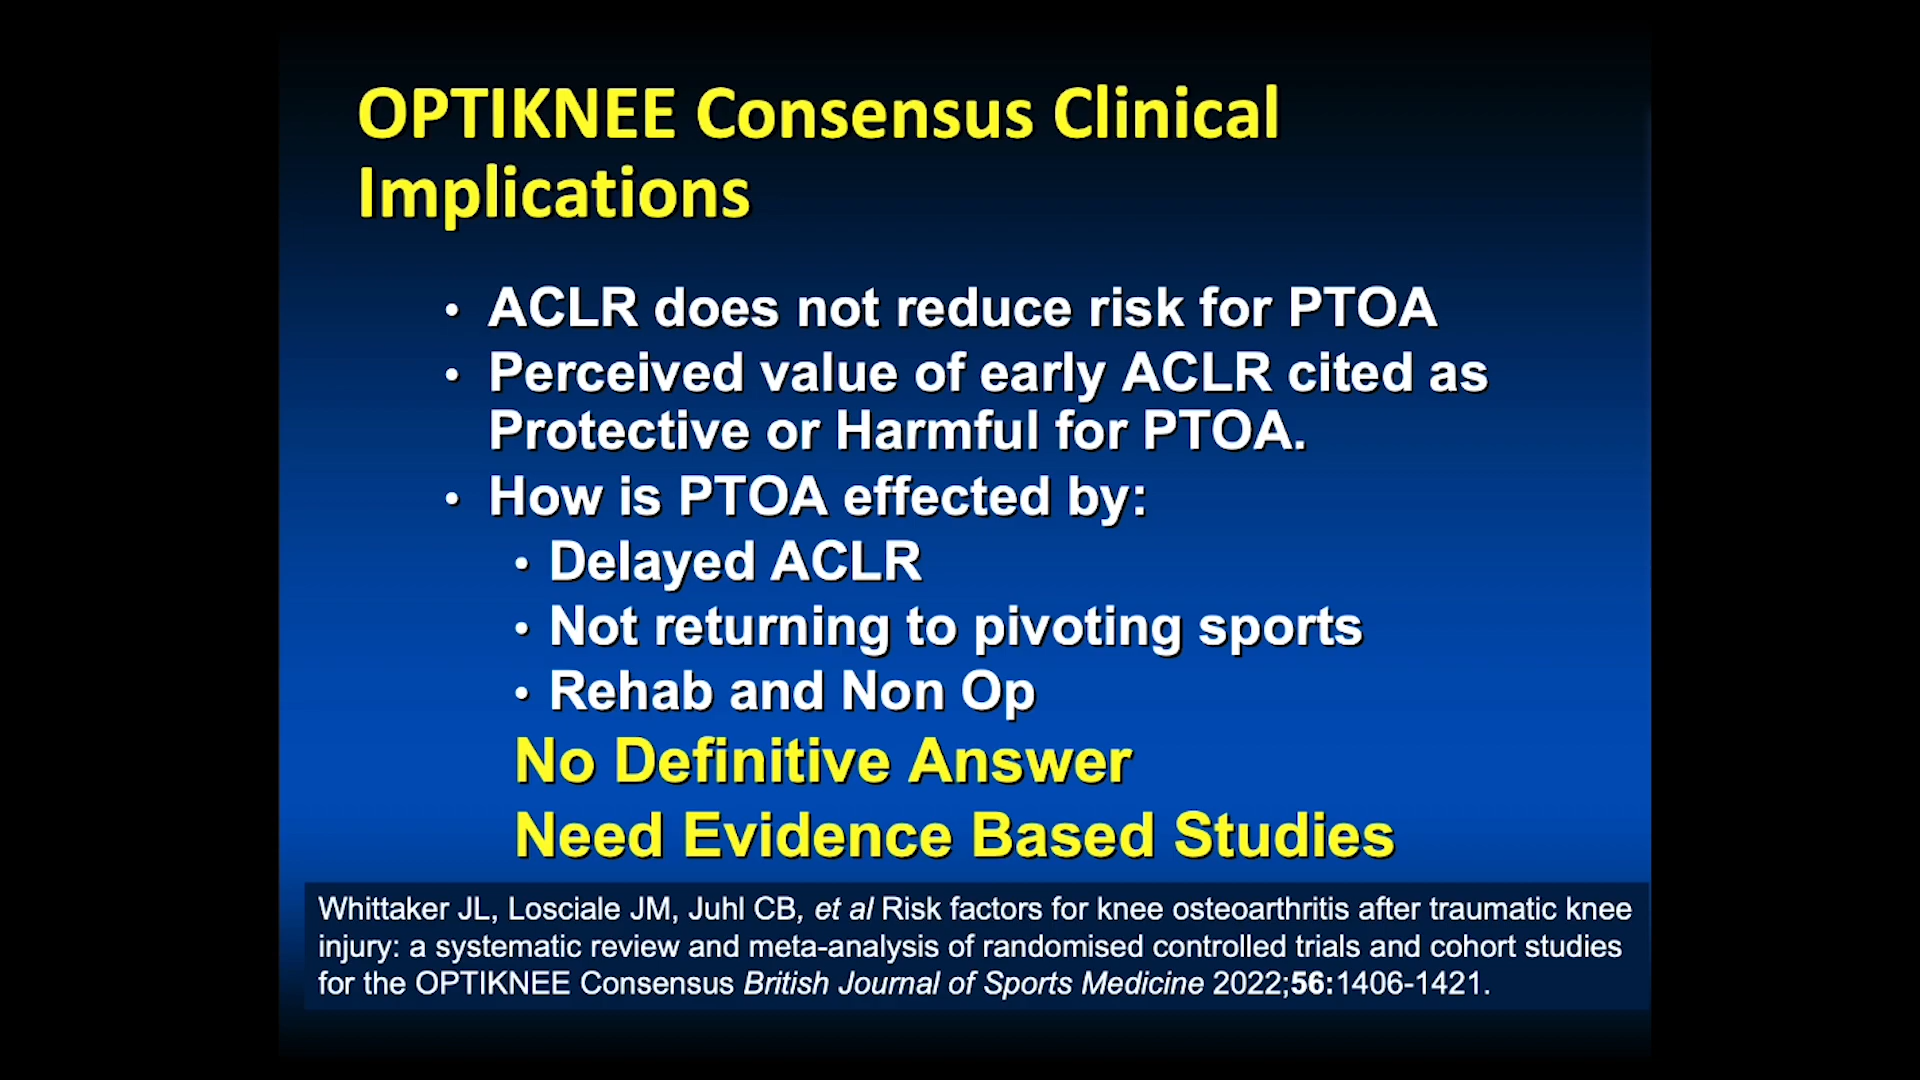 OPTIKNEE Consensus Clinical
Implications
• ACLR does not reduce risk for PTOA
• Perceived value of early ACLR cited as
Protective or Harmful for PTOA.
• How is PTOA effected by:
• Delayed ACLR
• Not returning to pivoting sports
• Rehab and Non Op
No Definitive Answer
Need Evidence Based Studies
Whittaker JL, Losciale JM, Juhl CB, et al Risk factors for knee osteoarthritis after traumatic knee
injury: a systematic review and meta-analysis of randomised controlled trials and cohort studies
for the OPTIKNEE Consensus British Journal of Sports Medicine 2022;56:1406-1421.